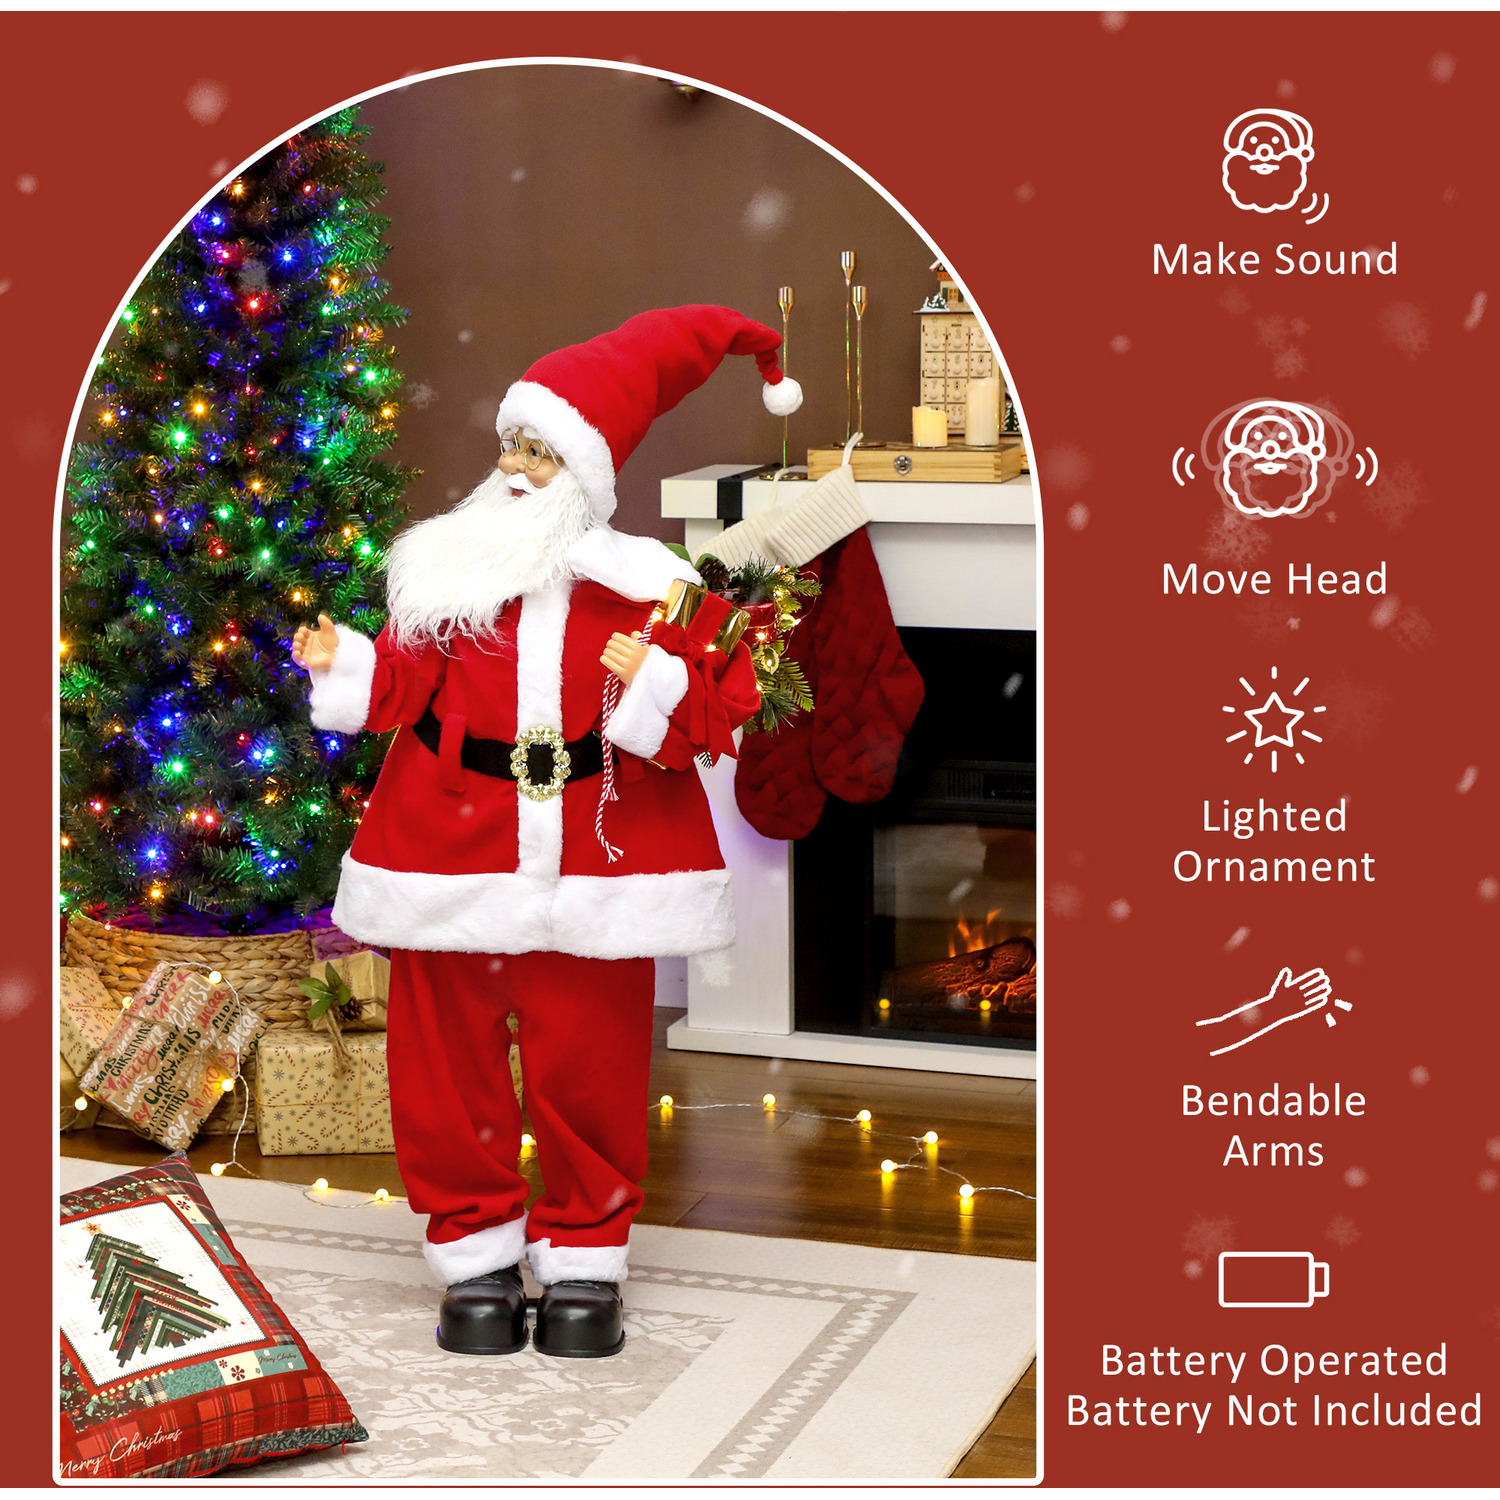 Make Sound
Move Head
Lighted
Ornament
Bendable
Arms
Battery Operated
Battery Not Included
Merry Christmas